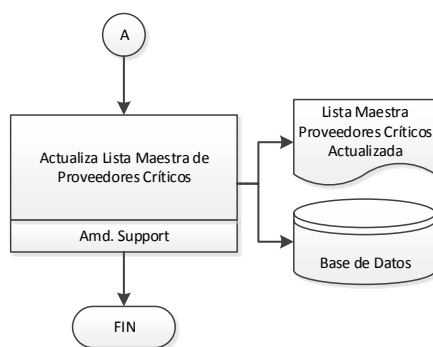 A
Actualiza Lista Maestra de
Proveedores Críticos
Amd. Support
Lista Maestra
Proveedores Críticos
Actualizada
Base de Datos
FIN